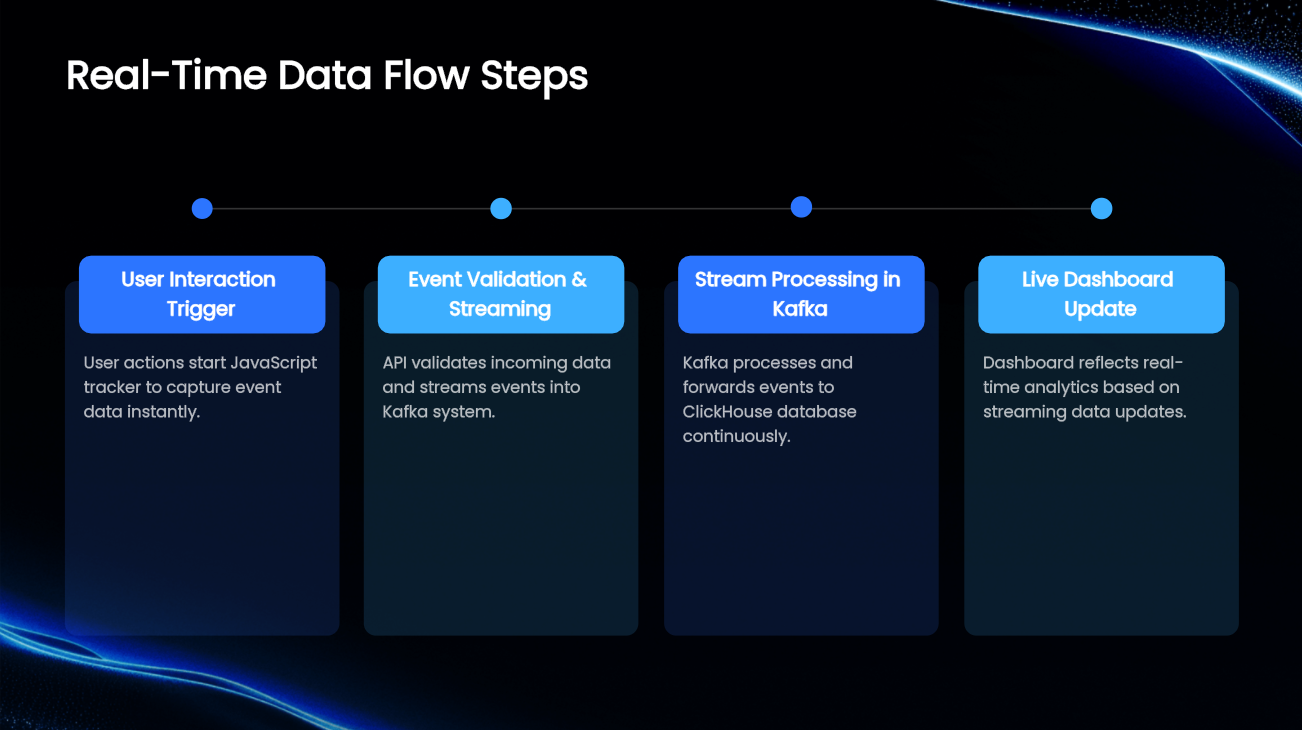 Real-Time Data Flow Steps
User Interaction
Trigger
User actions start JavaScript
tracker to capture event
data instantly.
Event Validation &
Streaming
API validates incoming data
and streams events into
Kafka system.
Stream Processing in
Kafka
Kafka processes and
forwards events to
ClickHouse database
continuously.
Live Dashboard
Update
Dashboard reflects real-
time analytics based on
streaming data updates.